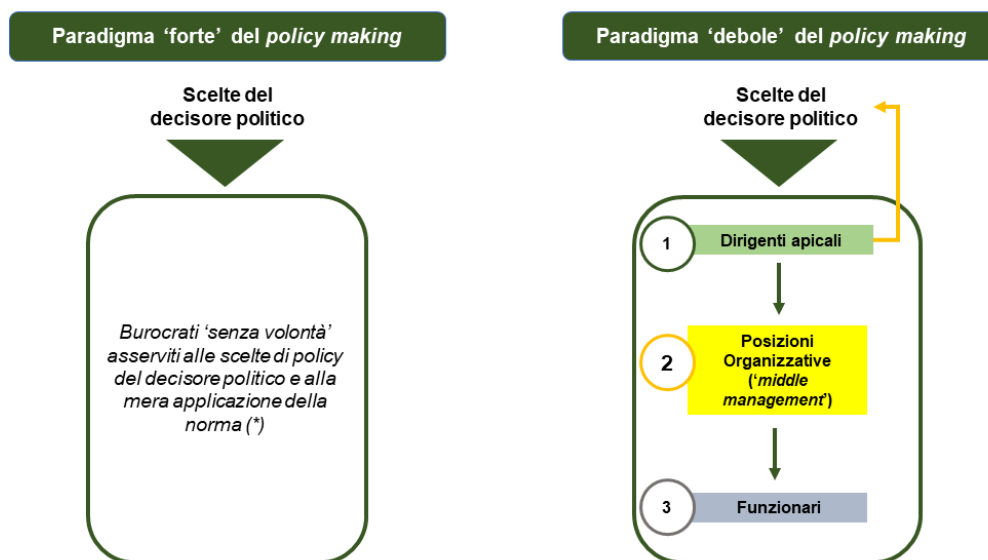 Paradigma ‘forte’ del policy making
Scelte del
decisore politico
Burocrati ‘senza volontà’
asserviti alle scelte di policy
del decisore politico e alla
mera applicazione della
norma (*)
Paradigma ‘debole’ del policy making
Scelte del
decisore politico
1
Dirigenti apicali
2
Posizioni
Organizzative
(‘middle
management’)
3
Funzionari